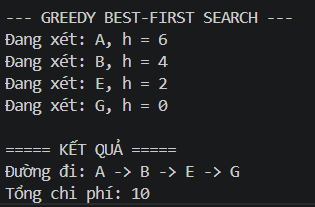 --- GREEDY BEST-FIRST SEARCH ---
Đang xét: A, h = 6
Đang xét: B, h = 4
Đang xét: E, h = 2
Đang xét: G, h = 0
===== KẾT QUẢ =====
Đường đi: A -> B -> E -> G
Tổng chi phí: 10